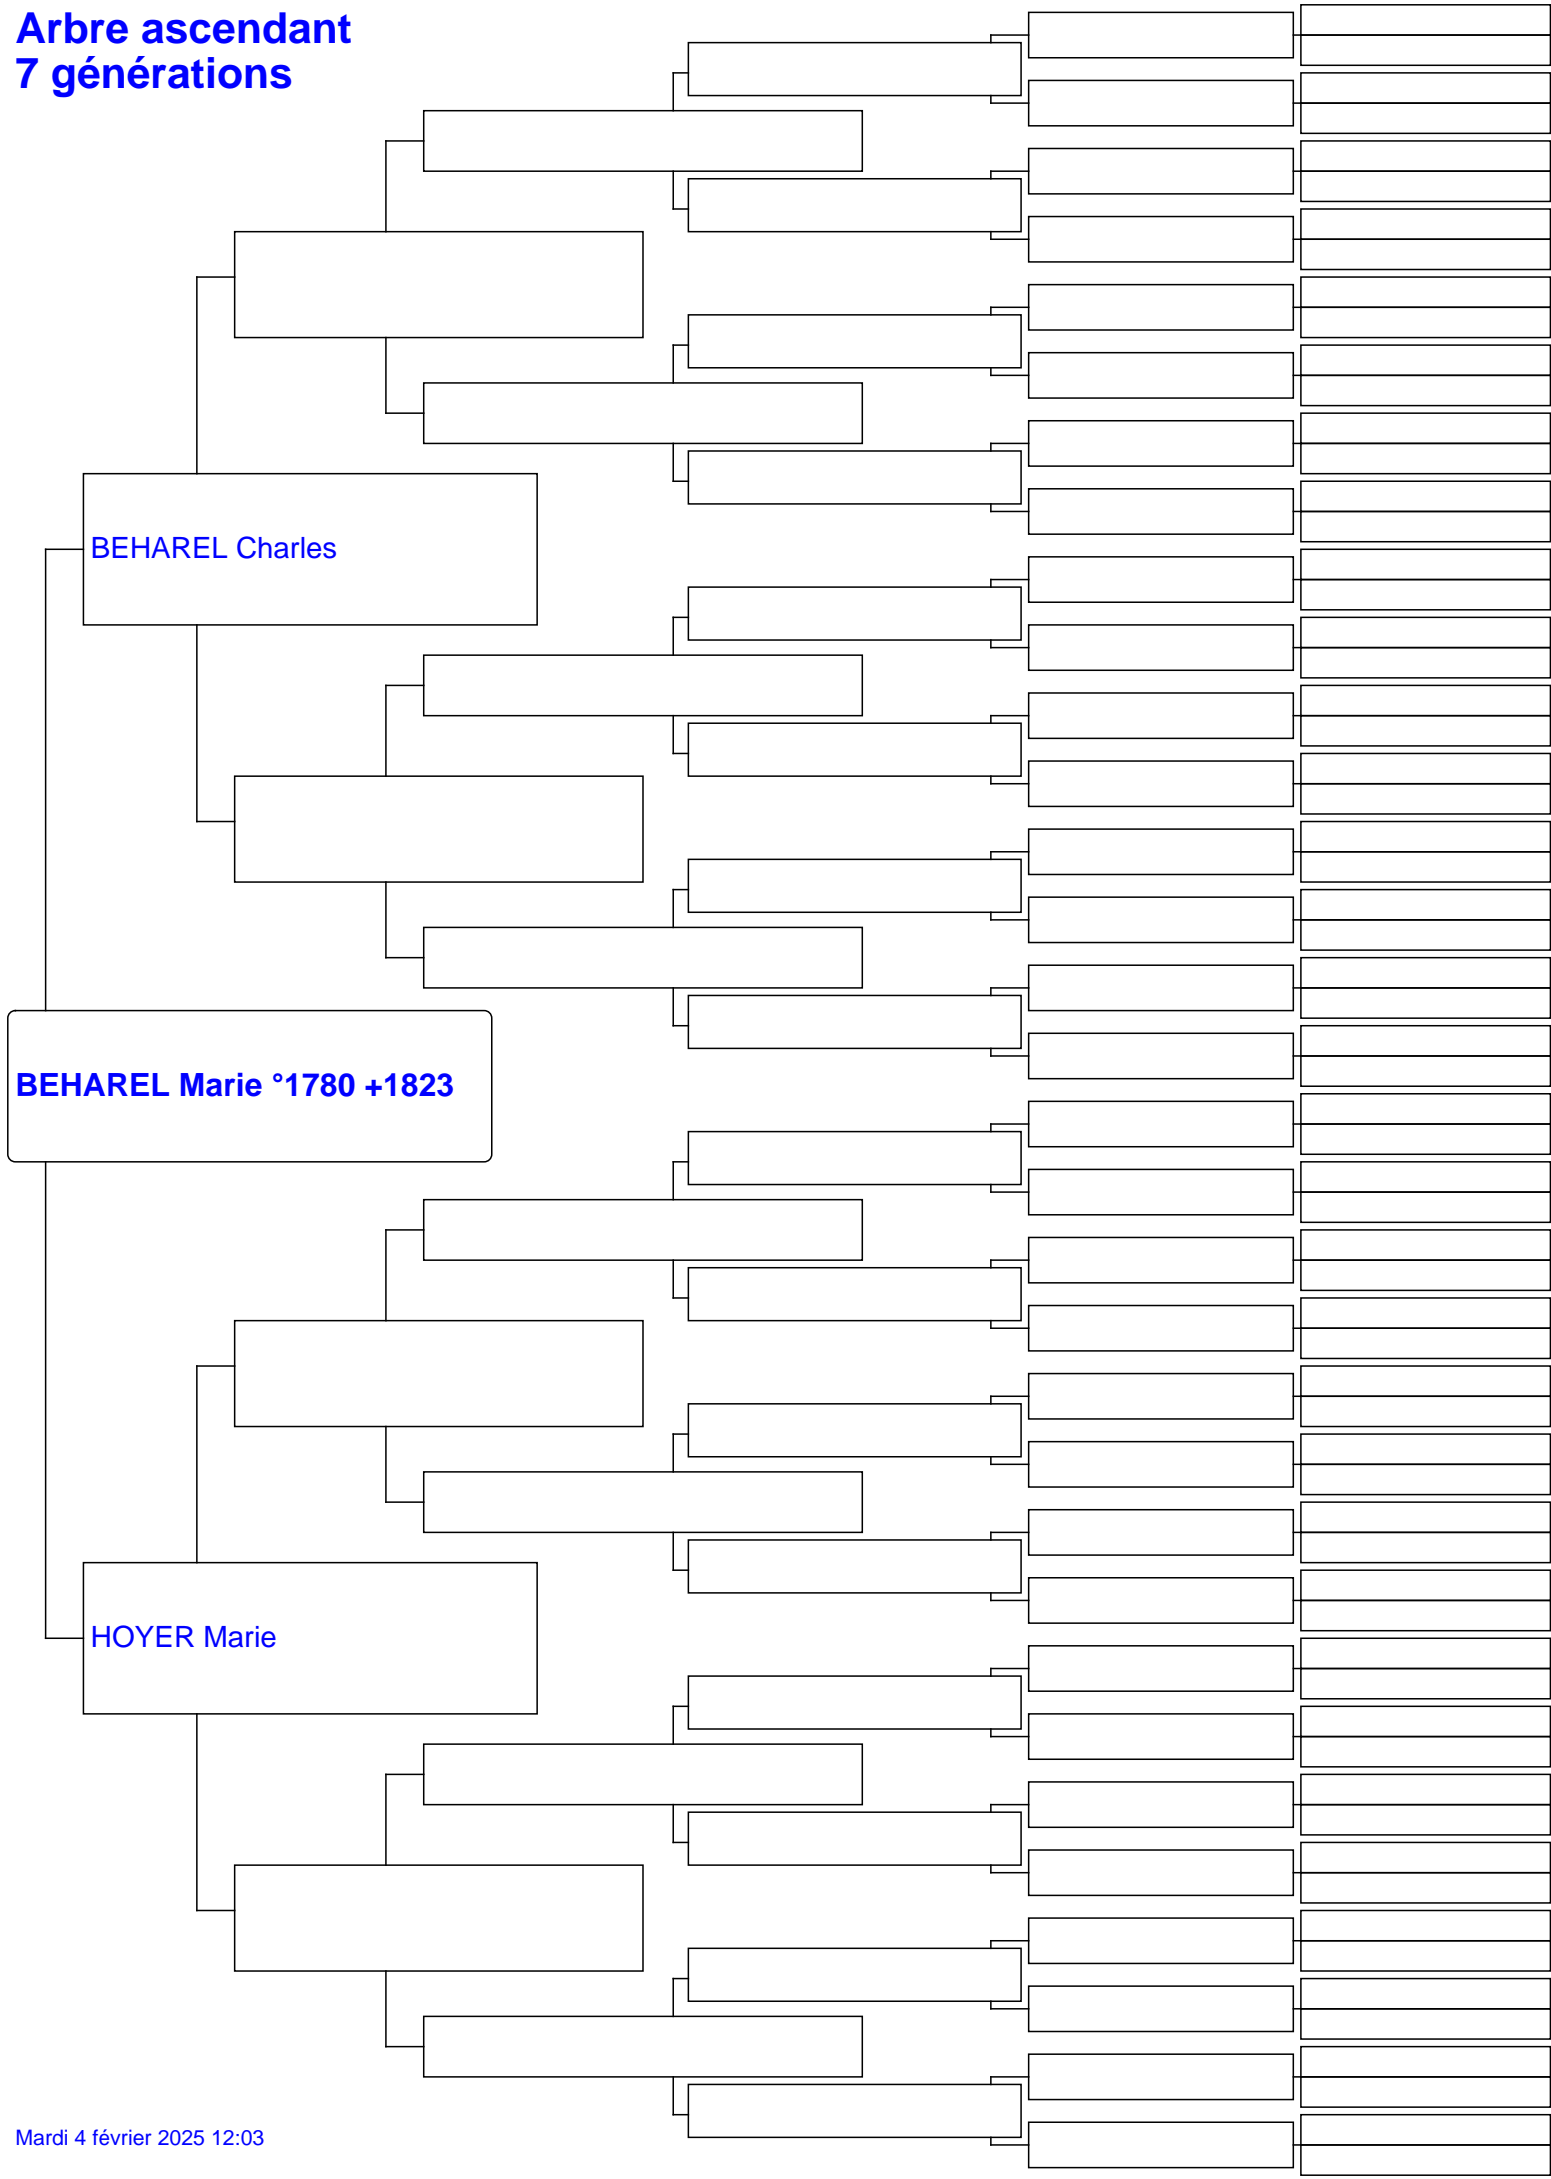 Arbre ascendant
7 générations
BEHAREL Charles
BEHAREL Marie °1780 +1823
HOYER Marie
Mardi 4 février 2025 12:03